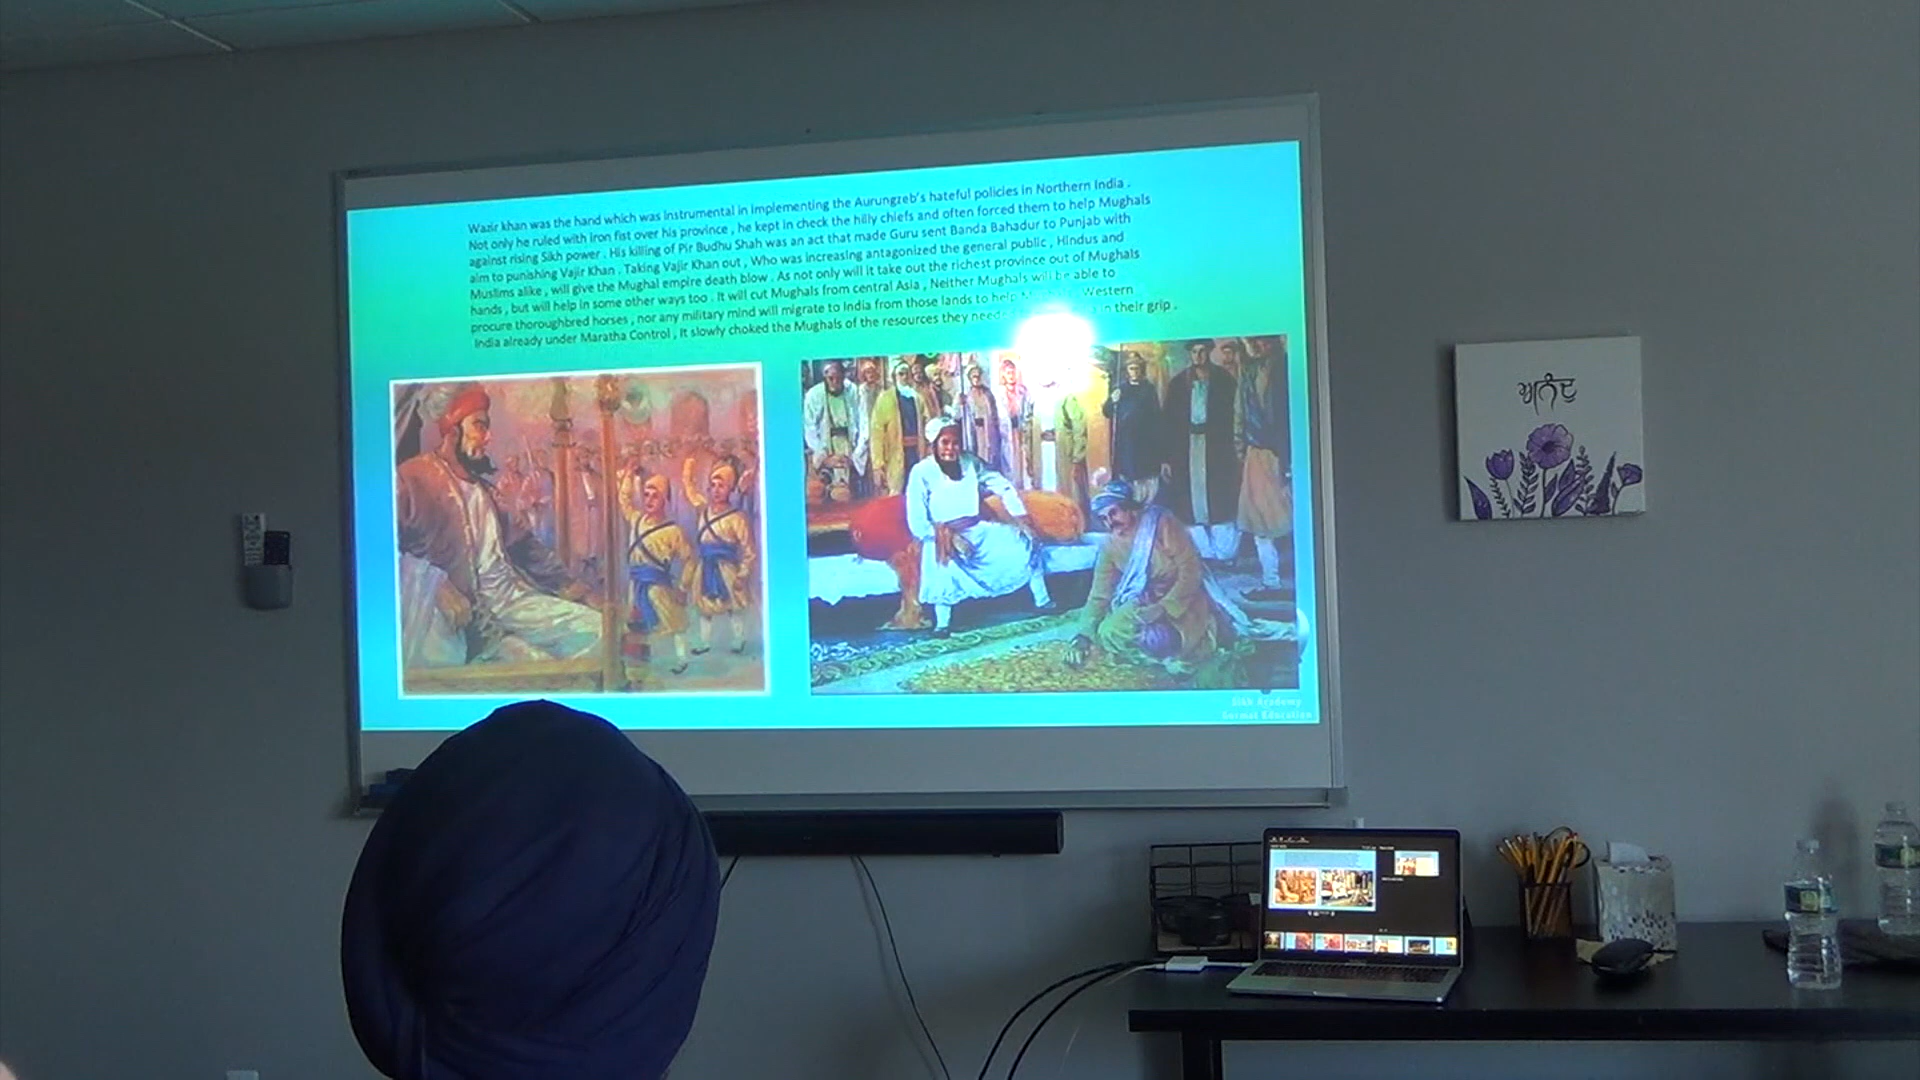 Wazir khan was the hand which was instrumental in implementing the Aurungzeb's hateful policies in Northern India .
Not only he ruled with iron fist over his province , he kept in check the hilly chiefs and often forced them to help Mughals
against rising Sikh power . His killing of Pir Budhu Shah was an act that made Guru sent Banda Bahadur to Punjab with
aim to punishing Vajir Khan . Taking Vajir Khan out , Who was increasing antagonized the general public , Hindus and
Muslims alike , will give the Mughal empire death blow . As not only will it take out the richest province out of Mughals
hands , but will help in some other ways too . It will cut Mughals from central Asia , Neither Mughals will be able to
procure thoroughbred horses , nor any military mind will migrate to India from those lands to help Western
India already under Maratha Control , It slowly choked the Mughals of the resources they in their grip .
Sikh Academy
Gurmat Education
ਅਨੰਦੁ